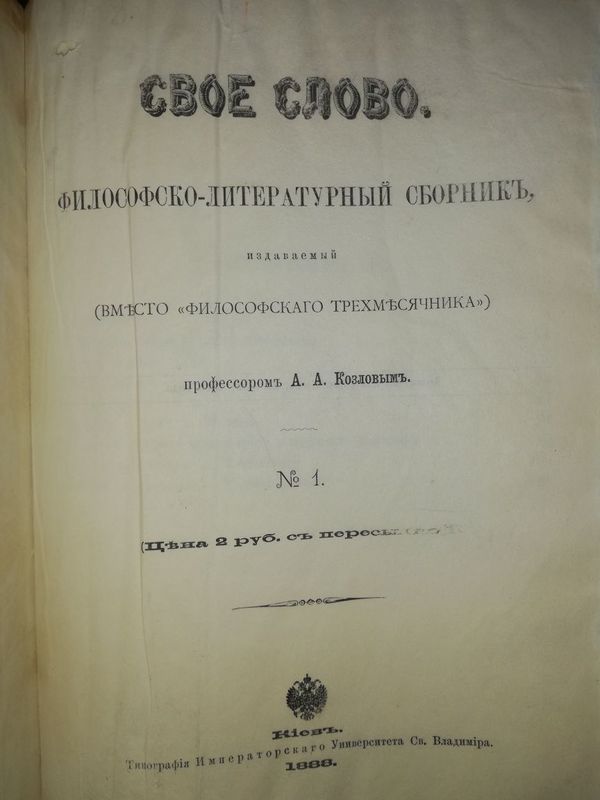 СВОЕ СЛОВО.
ФИЛОСОФСКО-ЛИТЕРАТУРНЫЙ СБОРНИКЪ,
издаваемый
(ВМѢСТО «ФИЛОСОФСКАГО ТРЕХМѢСЯЧНИКА»)
профессоромъ А. А. Козловымъ.
№ 1.
(Цѣна 2 руб. съ
Кіевъ.
Типографія Императорскаго Университета Св. Владиміра.
1888.